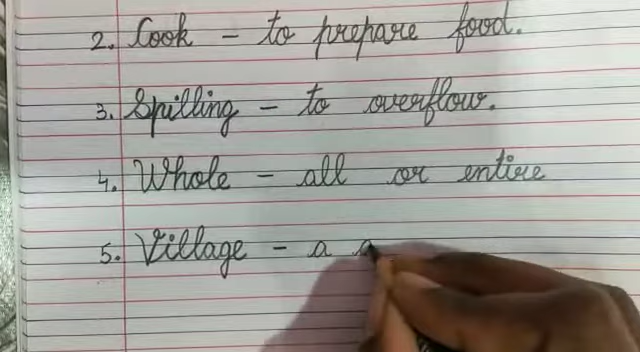 2. Cook - to prepare food.
3. Spilling - to overflow.
4. Whole - all or entire
5. Village - a